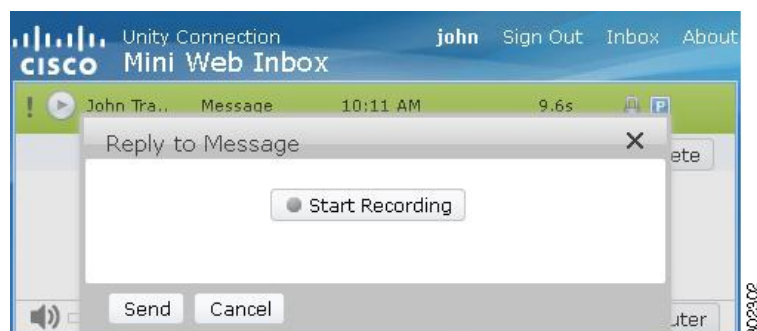 Unity Connection john Sign Out Inbox About
CISCO Mini Web Inbox
! John Tra.. Message 10:11 AM 9.6s P
Reply to Message
ete
Start Recording
Send Cancel
uter